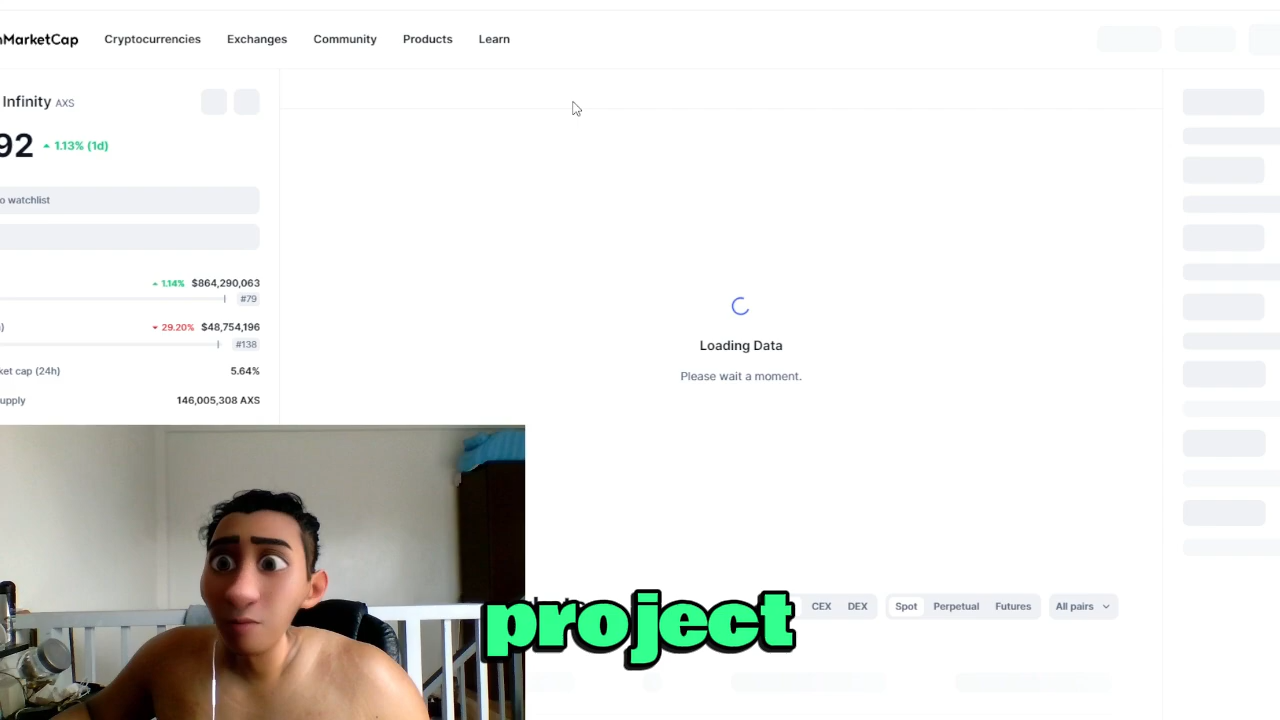 MarketCap Cryptocurrencies Exchanges Community Products Learn
Infinity AXS
92 1.13% (1d)
o watchlist
1.14% $864,290,063
#79
) 29.20% $48,754,196
#138
ket cap (24h) 5.64%
upply 146,005,308 AXS
Loading Data
Please wait a moment.
CEX DEX Spot Perpetual Futures All pairs
project